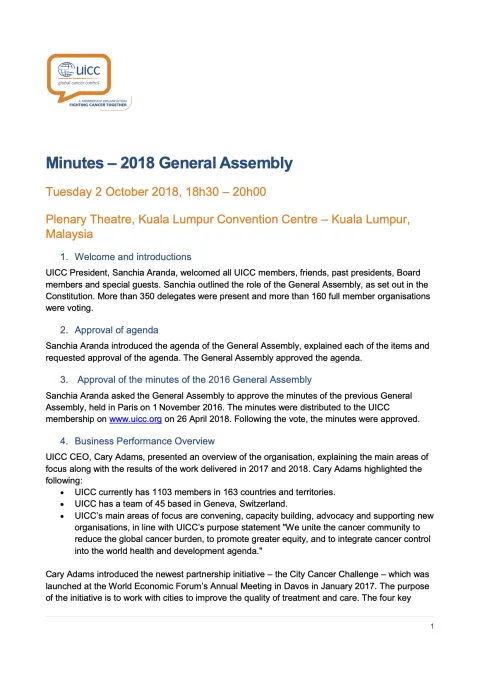 uicc
global cancer control
A MEMBERSHIP ORGANISATION
FIGHTING CANCER TOGETHER
Minutes – 2018 General Assembly
Tuesday 2 October 2018, 18h30 – 20h00
Plenary Theatre, Kuala Lumpur Convention Centre – Kuala Lumpur,
Malaysia
1. Welcome and introductions
UICC President, Sanchia Aranda, welcomed all UICC members, friends, past presidents, Board
members and special guests. Sanchia outlined the role of the General Assembly, as set out in the
Constitution. More than 350 delegates were present and more than 160 full member organisations
were voting.
2. Approval of agenda
Sanchia Aranda introduced the agenda of the General Assembly, explained each of the items and
requested approval of the agenda. The General Assembly approved the agenda.
3. Approval of the minutes of the 2016 General Assembly
Sanchia Aranda asked the General Assembly to approve the minutes of the previous General
Assembly, held in Paris on 1 November 2016. The minutes were distributed to the UICC
membership on www.uicc.org on 26 April 2018. Following the vote, the minutes were approved.
4. Business Performance Overview
UICC CEO, Cary Adams, presented an overview of the organisation, explaining the main areas of
focus along with the results of the work delivered in 2017 and 2018. Cary Adams highlighted the
following:
• UICC currently has 1103 members in 163 countries and territories.
• UICC has a team of 45 based in Geneva, Switzerland.
• UICC's main areas of focus are convening, capacity building, advocacy and supporting new
organisations, in line with UICC's purpose statement "We unite the cancer community to
reduce the global cancer burden, to promote greater equity, and to integrate cancer control
into the world health and development agenda."
Cary Adams introduced the newest partnership initiative – the City Cancer Challenge – which was
launched at the World Economic Forum's Annual Meeting in Davos in January 2017. The purpose
of the initiative is to work with cities to improve the quality of treatment and care. The four key
1